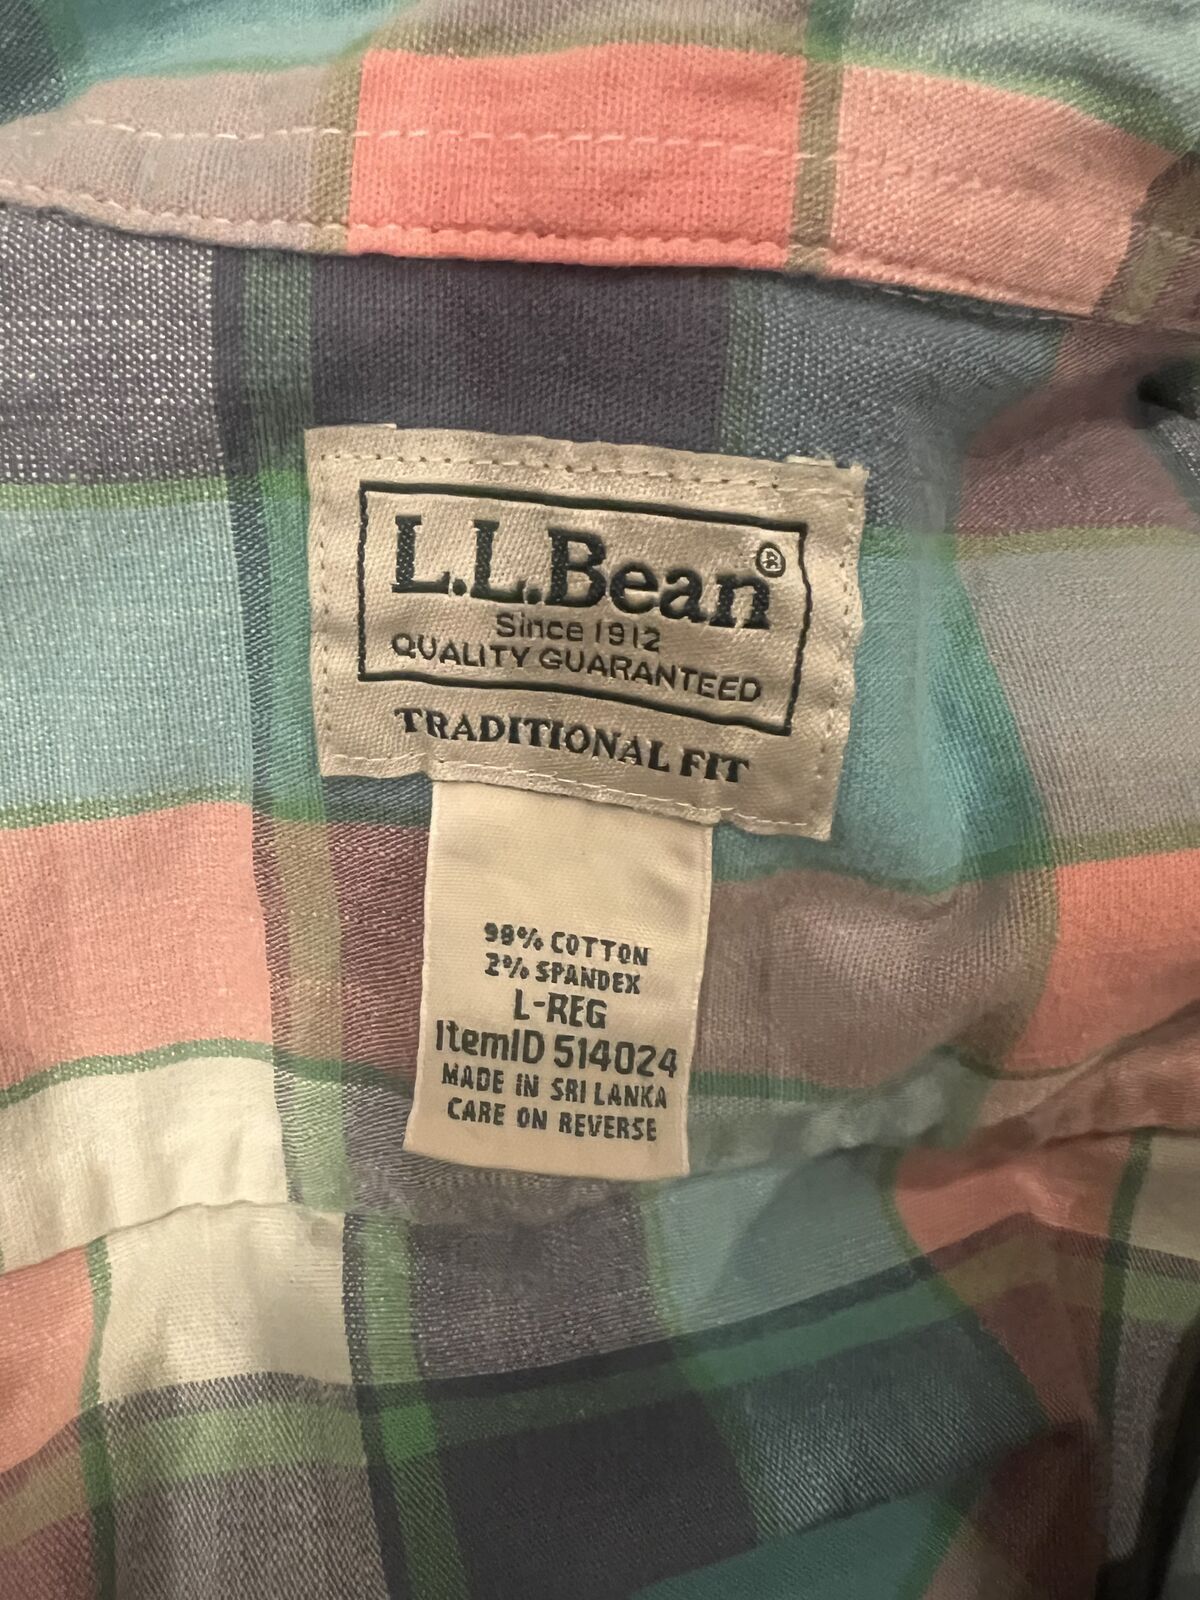 L.L.Bean®
Since 1912
QUALITY GUARANTEED
TRADITIONAL FIT
98% COTTON
2% SPANDEX
L-REG
ItemID 514024
MADE IN SRI LANKA
CARE ON REVERSE